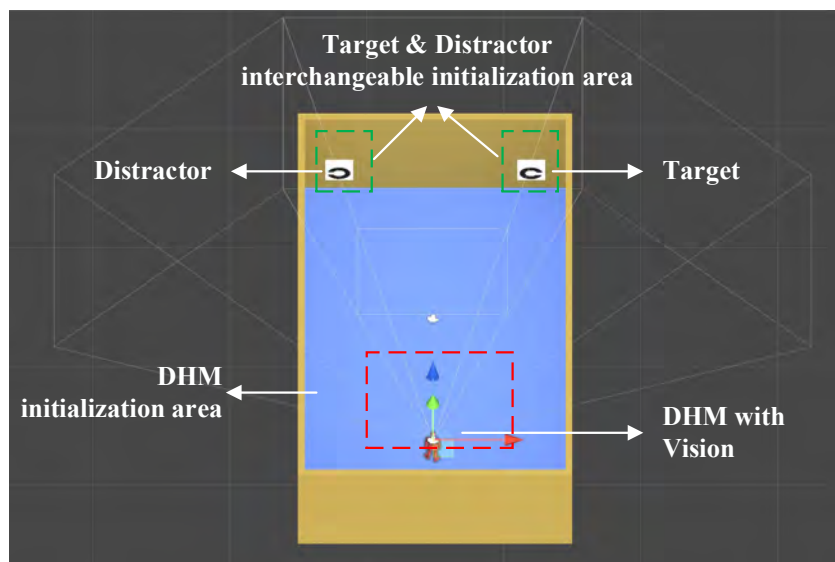 Target & Distractor
interchangeable initialization area
Distractor
Target
DHM
initialization area
DHM with
Vision